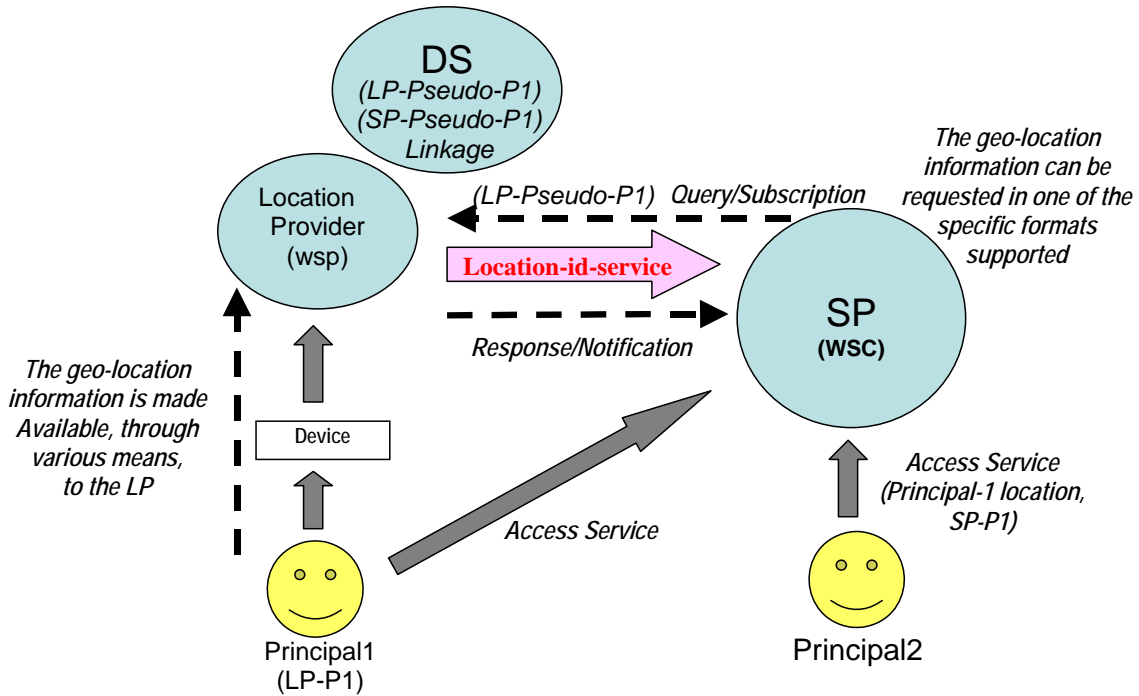 DS
(LP-Pseudo-P1)
(SP-Pseudo-P1)
Linkage
Location
Provider
(wsp)
(LP-Pseudo-P1) Query/Subscription
The geo-location
information can be
requested in one of the
specific formats
supported
Location-id-service
Response/Notification
SP
(WSC)
The geo-location
information is made
Available, through
various means,
to the LP
Device
Access Service
Access Service
(Principal-1 location,
SP-P1)
Principal1
(LP-P1)
Principal2